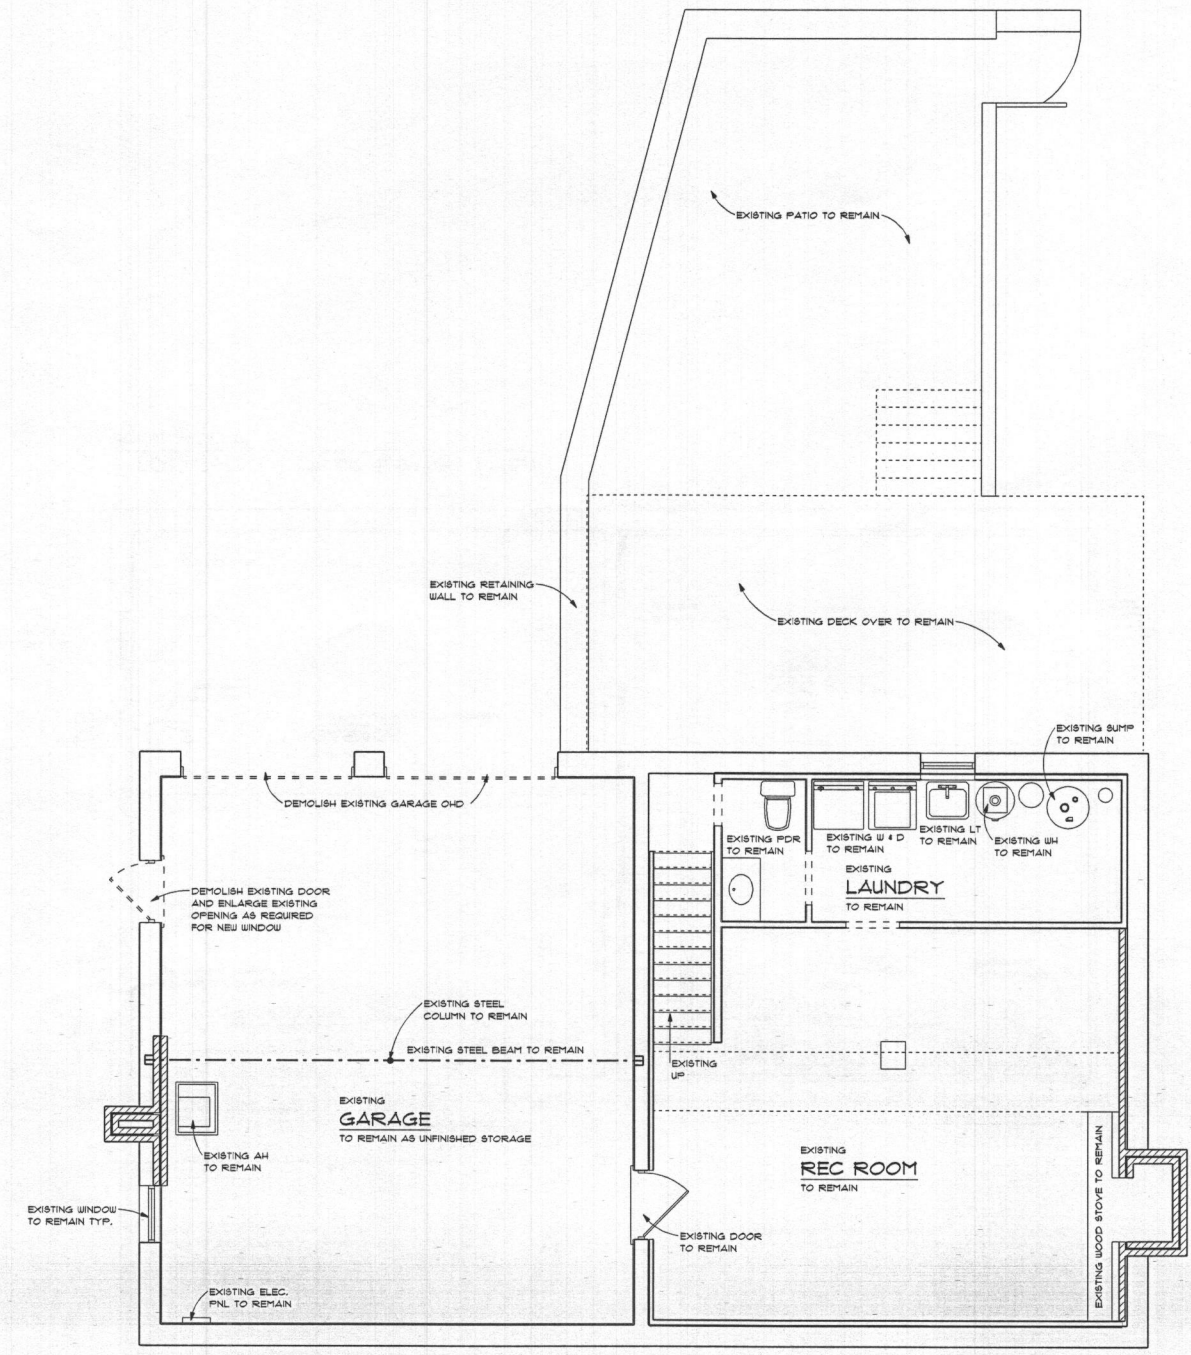 EXISTING PATIO TO REMAIN
EXISTING RETAINING
WALL TO REMAIN
EXISTING DECK OVER TO REMAIN
EXISTING SUMP
TO REMAIN
DEMOLISH EXISTING GARAGE OHD
EXISTING PDR
TO REMAIN
EXISTING W & D
TO REMAIN
EXISTING LT
TO REMAIN
EXISTING WH
TO REMAIN
EXISTING
LAUNDRY
TO REMAIN
DEMOLISH EXISTING DOOR
AND ENLARGE EXISTING
OPENING AS REQUIRED
FOR NEW WINDOW
EXISTING STEEL
COLUMN TO REMAIN
EXISTING STEEL BEAM TO REMAIN
EXISTING
UP
EXISTING
GARAGE
TO REMAIN AS UNFINISHED STORAGE
EXISTING AH
TO REMAIN
EXISTING
REC ROOM
TO REMAIN
EXISTING WOOD STOVE TO REMAIN
EXISTING WINDOW
TO REMAIN TYP.
EXISTING DOOR
TO REMAIN
EXISTING ELEC.
PNL TO REMAIN